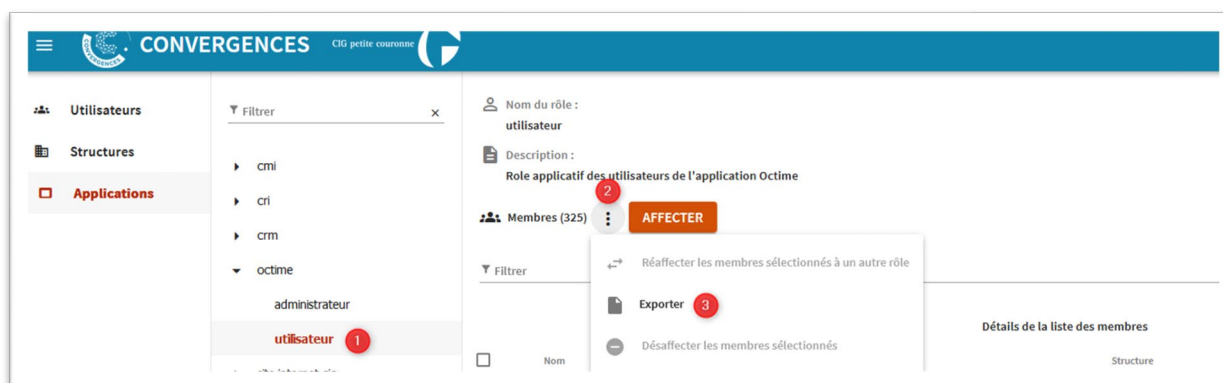 CONVERGENCES CIG petite couronne
CONVERGENCES
Utilisateurs
Structures
Applications
Filtrer ×
cmi
cri
crm
octime
administrateur
utilisateur 1
Nom du rôle :
utilisateur
Description :
Role applicatif des utilisateurs de l'application Octime
2
Membres (325) AFFECTER
Filtrer
Réaffecter les membres sélectionnés à un autre rôle
Exporter 3
Désaffecter les membres sélectionnés
Détails de la liste des membres
Nom Structure